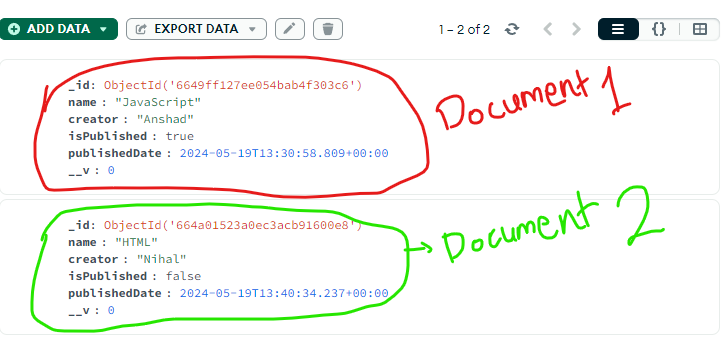 ADD DATA EXPORT DATA 1 – 2 of 2 {}
_id: ObjectId('6649ff127ee054bab4f303c6')
name : "JavaScript"
creator : "Anshad"
isPublished : true
publishedDate : 2024-05-19T13:30:58.809+00:00
__v : 0
Document 1
_id: ObjectId('664a01523a0ec3acb91600e8')
name : "HTML"
creator : "Nihal"
isPublished : false
publishedDate : 2024-05-19T13:40:34.237+00:00
__v : 0
Document 2